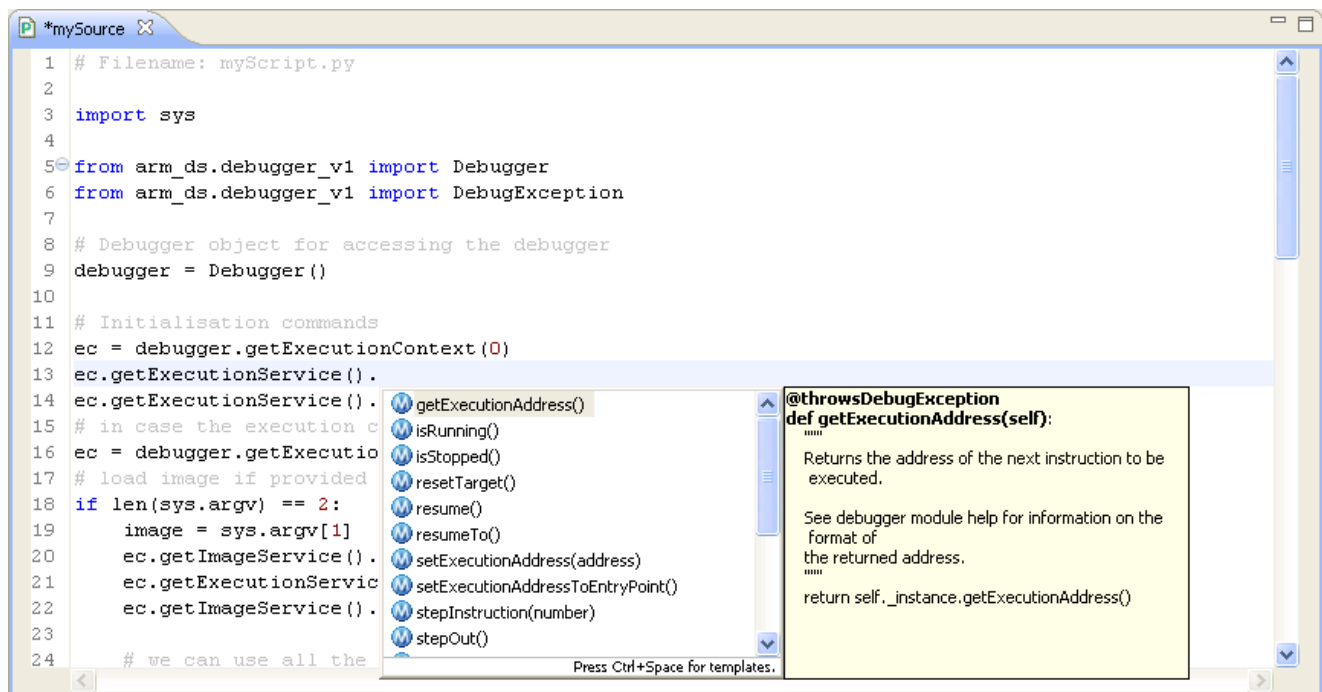 *mySource
1 # Filename: myScript.py
2
3 import sys
4
5 from arm_ds.debugger_v1 import Debugger
6 from arm_ds.debugger_v1 import DebugException
7
8 # Debugger object for accessing the debugger
9 debugger = Debugger()
10
11 # Initialisation commands
12 ec = debugger.getExecutionContext(0)
13 ec.getExecutionService().
14 ec.getExecutionService().
15 # in case the execution c
16 ec = debugger.getExecutio
17 # load image if provided
18 if len(sys.argv) == 2:
19 image = sys.argv[1]
20 ec.getImageService().
21 ec.getExecutionServic
22 ec.getImageService().
23
24 # we can use all the
getExecutionAddress()
isRunning()
isStopped()
resetTarget()
resume()
resumeTo()
setExecutionAddress(address)
setExecutionAddressToEntryPoint()
stepInstruction(number)
stepOut()
Press Ctrl+Space for templates.
@throwsDebugException
def getExecutionAddress(self):
"""
Returns the address of the next instruction to be
executed.
See debugger module help for information on the
format of
the returned address.
"""
return self._instance.getExecutionAddress()